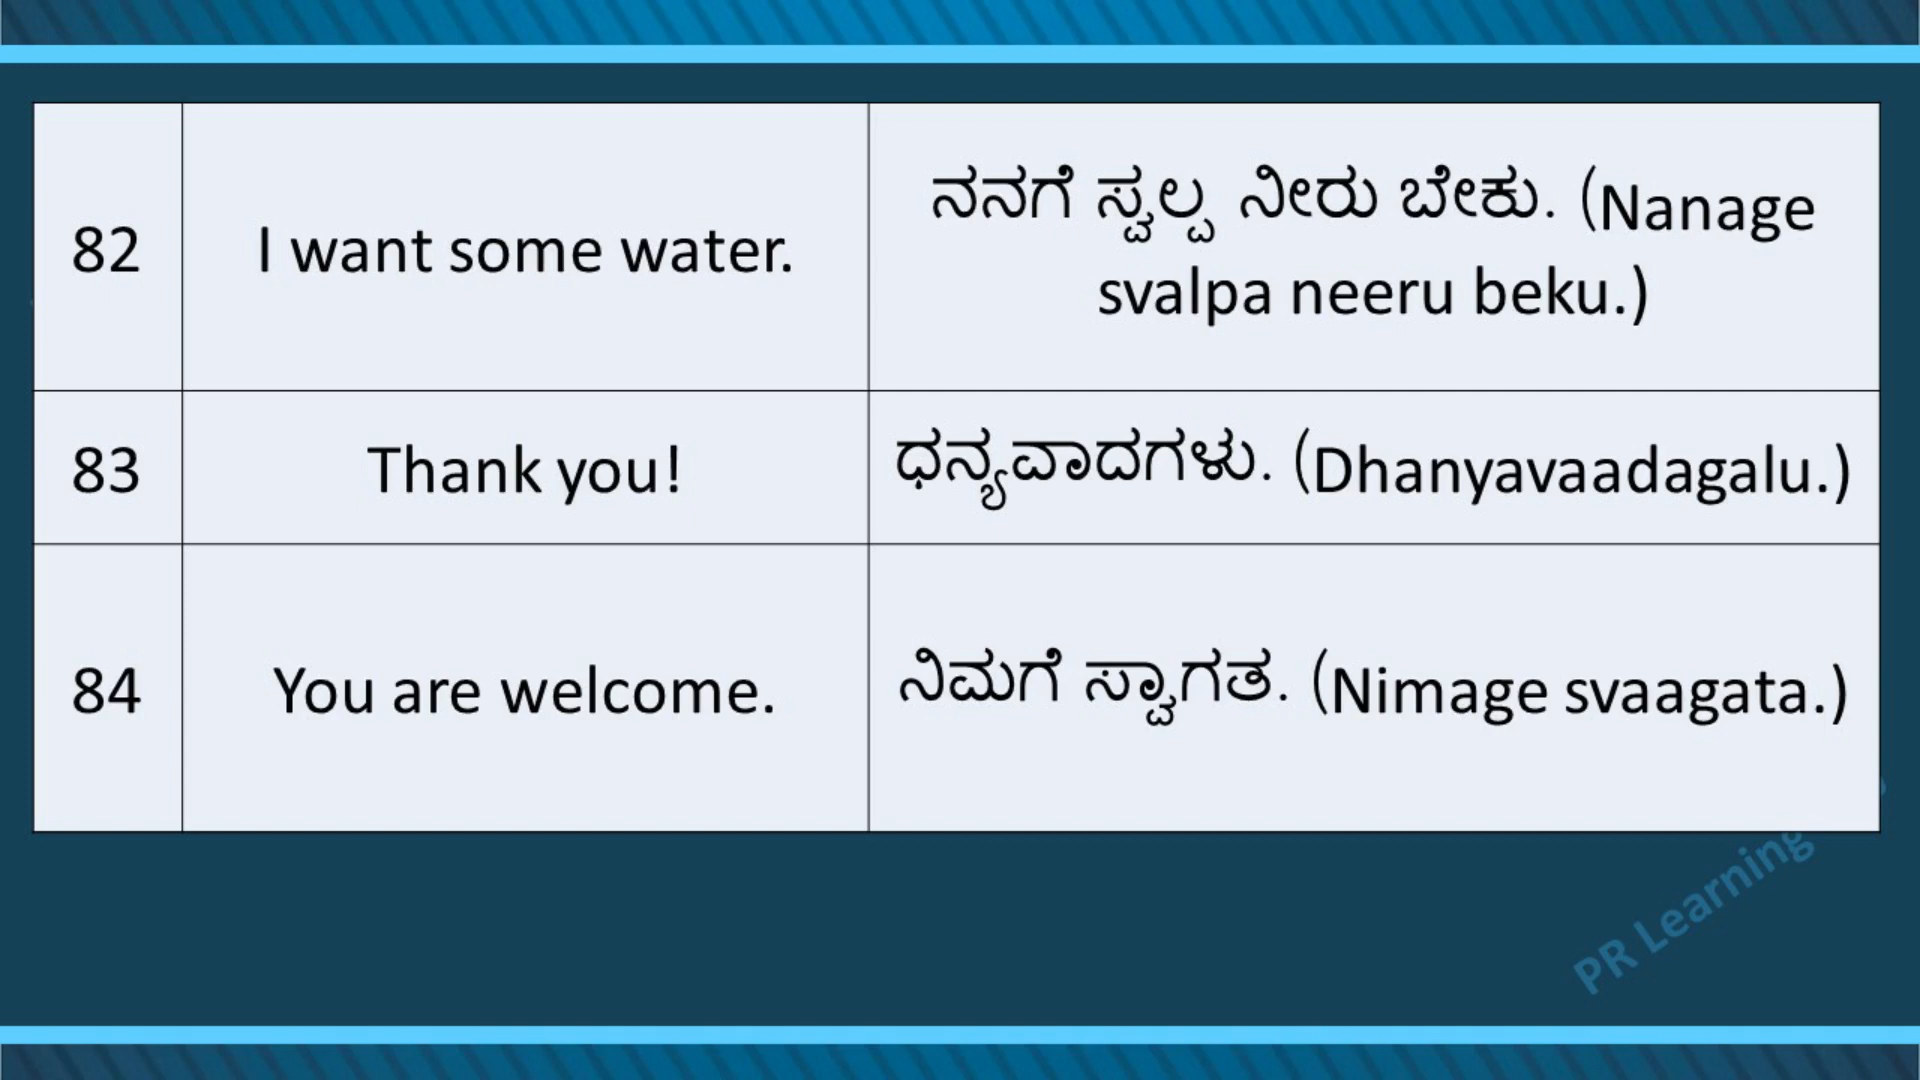 82
I want some water.
ನನಗೆ ಸ್ವಲ್ಪ ನೀರು ಬೇಕು. (Nanage
svalpa neeru beku.)
83
Thank you!
ಧನ್ಯವಾದಗಳು. (Dhanyavaadagalu.)
84
You are welcome.
ನಿಮಗೆ ಸ್ವಾಗತ. (Nimage svaagata.)
PR Learning